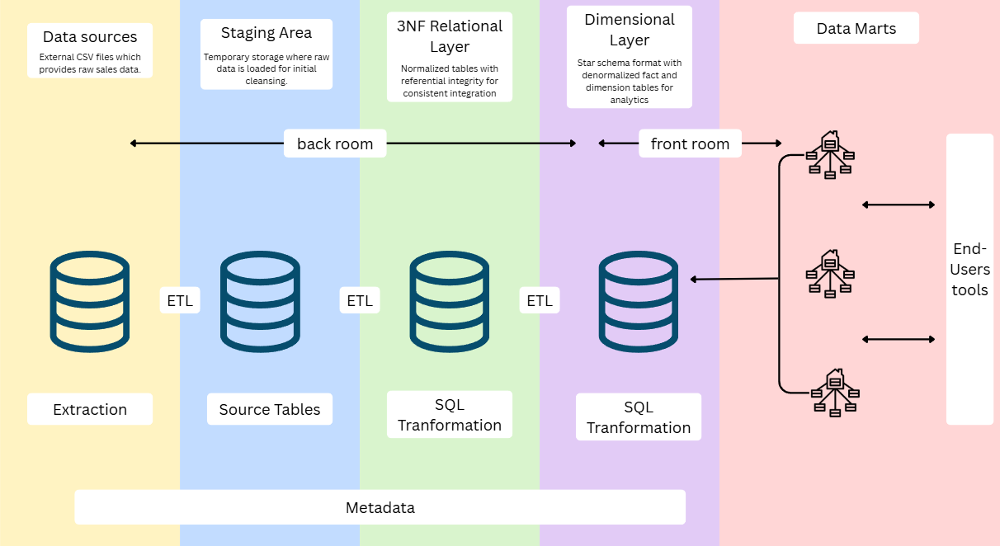 Data sources
External CSV files which
provides raw sales data.
Staging Area
Temporary storage where raw
data is loaded for initial
cleansing.
3NF Relational
Layer
Normalized tables with
referential integrity for
consistent integration
Dimensional
Layer
Star schema format with
denormalized fact and
dimension tables for
analytics
Data Marts
back room
front room
ETL
ETL
ETL
End-
Users
tools
Extraction
Source Tables
SQL
Tranformation
SQL
Tranformation
Metadata